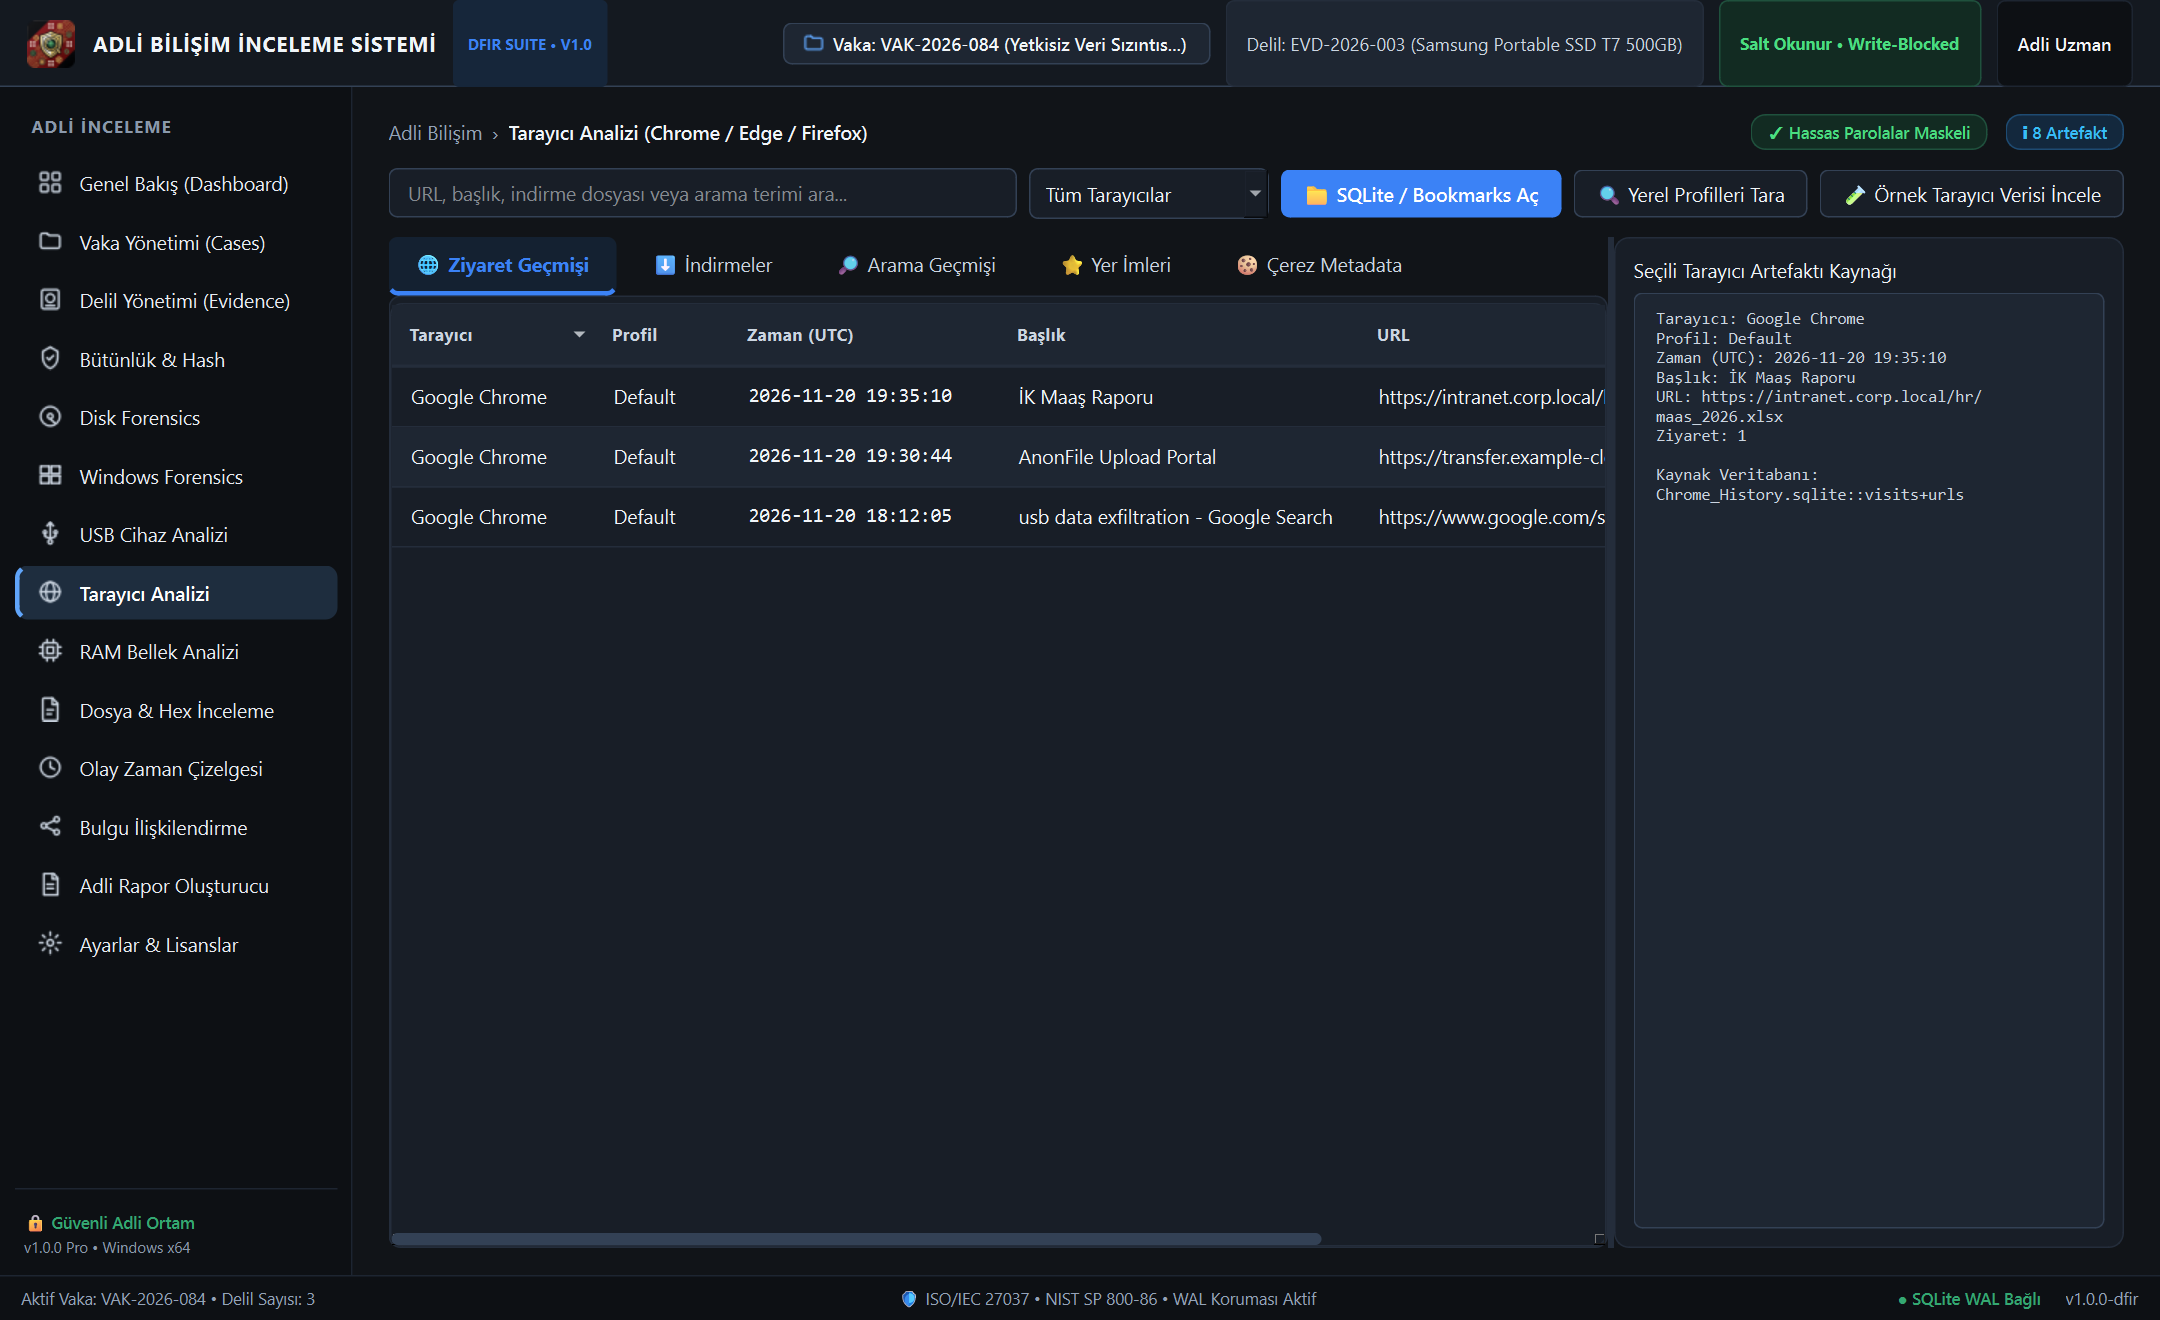 ADLİ BİLİŞİM İNCELEME SİSTEMİ
DFIR SUITE • V1.0
Vaka: VAK-2026-084 (Yetkisiz Veri Sızıntıs...)
Delil: EVD-2026-003 (Samsung Portable SSD T7 500GB)
Salt Okunur • Write-Blocked
Adli Uzman
ADLİ İNCELEME
Genel Bakış (Dashboard)
Vaka Yönetimi (Cases)
Delil Yönetimi (Evidence)
Bütünlük & Hash
Disk Forensics
Windows Forensics
USB Cihaz Analizi
Tarayıcı Analizi
RAM Bellek Analizi
Dosya & Hex İnceleme
Olay Zaman Çizelgesi
Bulgu İlişkilendirme
Adli Rapor Oluşturucu
Ayarlar & Lisanslar
Güvenli Adli Ortam
v1.0.0 Pro • Windows x64
Adli Bilişim › Tarayıcı Analizi (Chrome / Edge / Firefox)
✓ Hassas Parolalar Maskeli
ℹ 8 Artefakt
URL, başlık, indirme dosyası veya arama terimi ara...
Tüm Tarayıcılar
SQLite / Bookmarks Aç
Yerel Profilleri Tara
Örnek Tarayıcı Verisi İncele
Ziyaret Geçmişi
İndirmeler
Arama Geçmişi
Yer İmleri
Çerez Metadata
Tarayıcı Profil Zaman (UTC) Başlık URL
Google Chrome Default 2026-11-20 19:35:10 İK Maaş Raporu https://intranet.corp.local/
Google Chrome Default 2026-11-20 19:30:44 AnonFile Upload Portal https://transfer.example-cl
Google Chrome Default 2026-11-20 18:12:05 usb data exfiltration - Google Search https://www.google.com/s
Seçili Tarayıcı Artefaktı Kaynağı
Tarayıcı: Google Chrome
Profil: Default
Zaman (UTC): 2026-11-20 19:35:10
Başlık: İK Maaş Raporu
URL: https://intranet.corp.local/hr/
maas_2026.xlsx
Ziyaret: 1
Kaynak Veritabanı:
Chrome_History.sqlite::visits+urls
Aktif Vaka: VAK-2026-084 • Delil Sayısı: 3
ISO/IEC 27037 • NIST SP 800-86 • WAL Koruması Aktif
● SQLite WAL Bağlı
v1.0.0-dfir